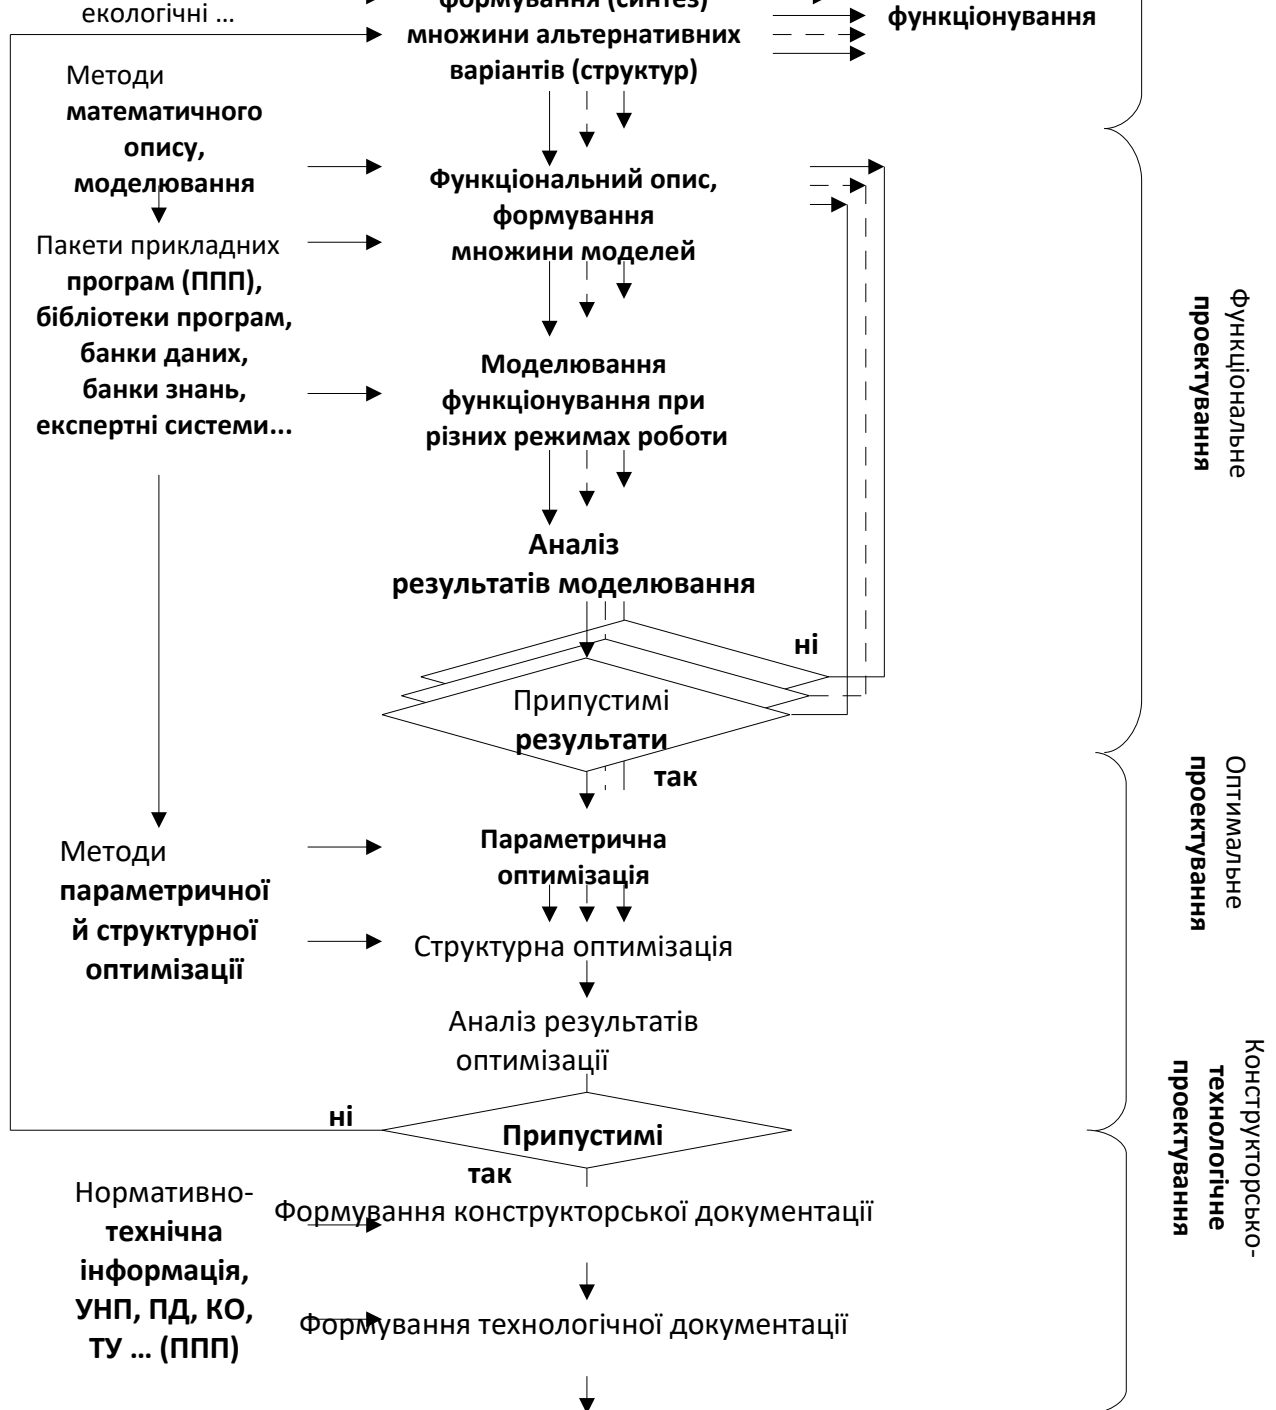 екологічні ...
формування (синтез)
множини альтернативних
варіантів (структур)
функціонування
Методи
математичного
опису,
моделювання
Функціональний опис,
формування
множини моделей
Пакети прикладних
програм (ППП),
бібліотеки програм,
банки даних,
банки знань,
експертні системи...
Моделювання
функціонування при
різних режимах роботи
Функціональне
проектування
Аналіз
результатів моделювання
ні
Припустимі
результати
так
Оптимальне
проектування
Параметрична
оптимізація
Методи
параметричної
й структурної
оптимізації
Структурна оптимізація
Аналіз результатів
оптимізації
Конструкторсько-
технологічне
проектування
ні
Припустимі
так
Нормативно-
технічна
інформація,
УНП, ПД, КО,
ТУ ... (ППП)
Формування конструкторської документації
Формування технологічної документації